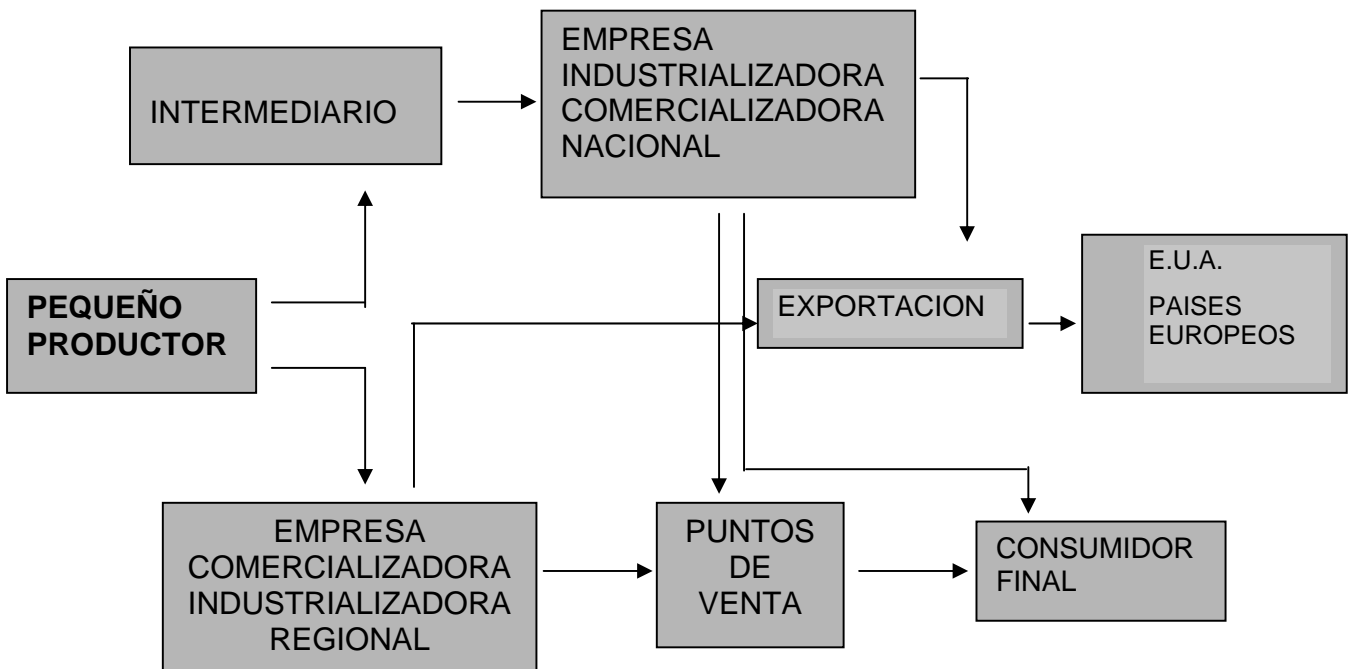 INTERMEDIARIO
EMPRESA
INDUSTRIALIZADORA
COMERCIALIZADORA
NACIONAL
PEQUEÑO
PRODUCTOR
EXPORTACION
E.U.A.
PAISES
EUROPEOS
EMPRESA
COMERCIALIZADORA
INDUSTRIALIZADORA
REGIONAL
PUNTOS
DE
VENTA
CONSUMIDOR
FINAL